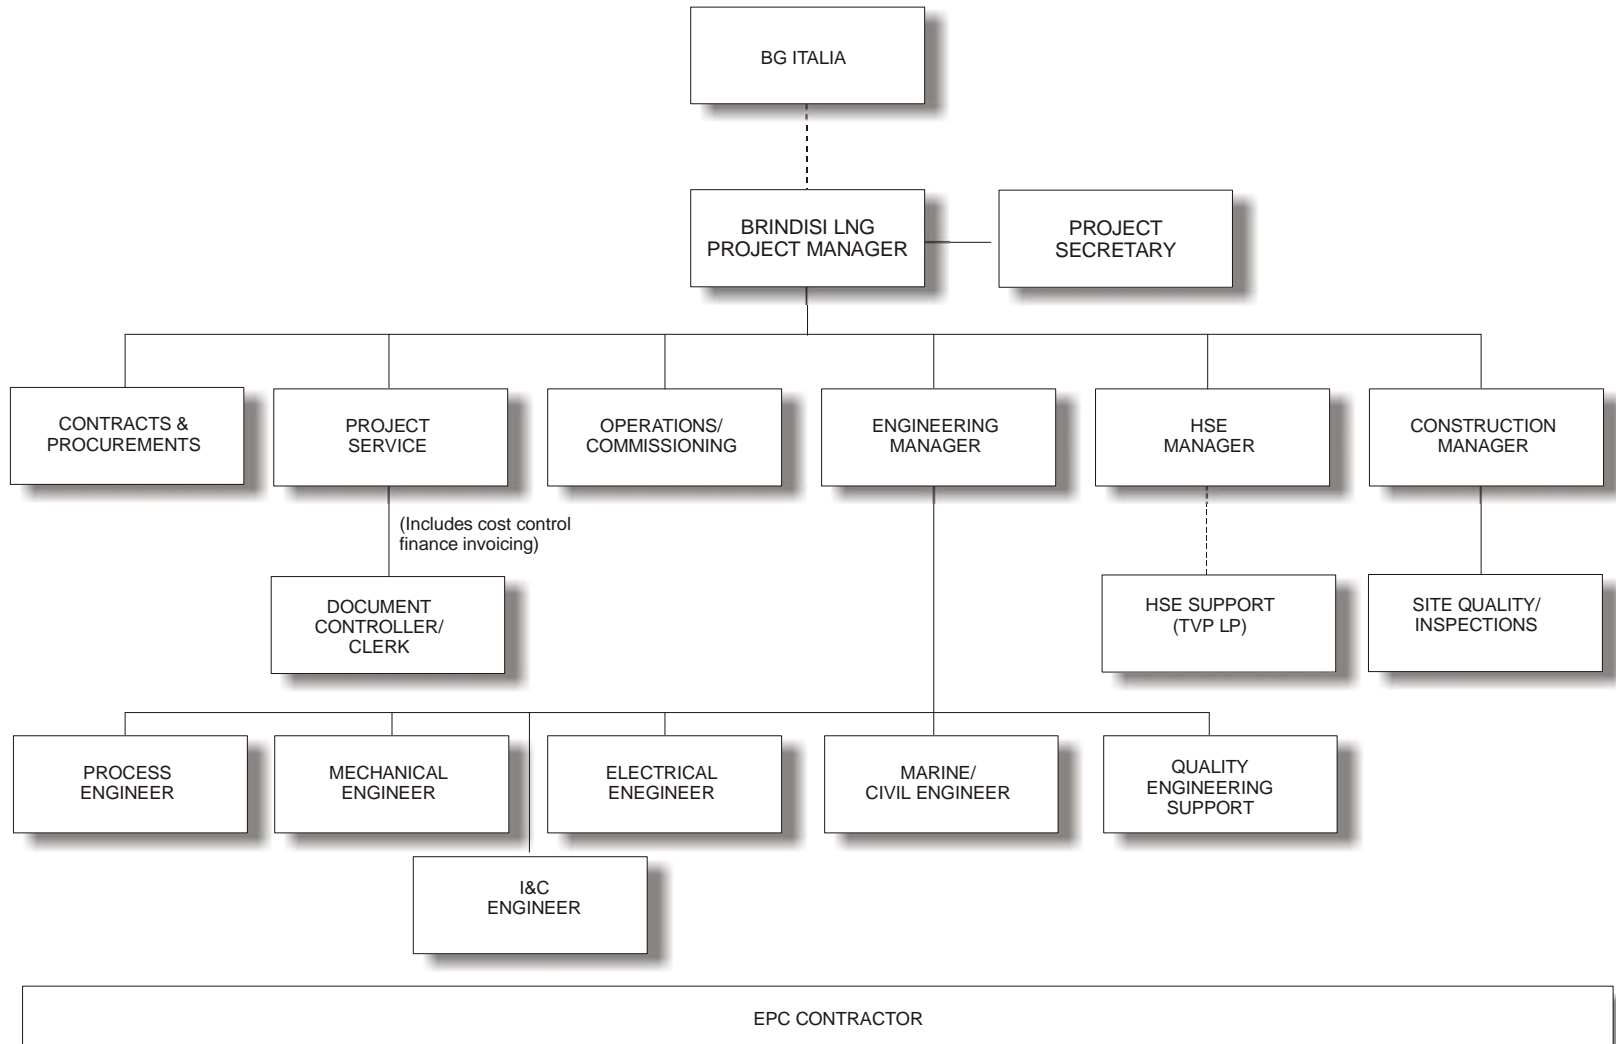 BG ITALIA
BRINDISI LNG
PROJECT MANAGER
PROJECT
SECRETARY
CONTRACTS &
PROCUREMENTS
PROJECT
SERVICE
OPERATIONS/
COMMISSIONING
ENGINEERING
MANAGER
HSE
MANAGER
CONSTRUCTION
MANAGER
(Includes cost control
finance invoicing)
DOCUMENT
CONTROLLER/
CLERK
HSE SUPPORT
(TVP LP)
SITE QUALITY/
INSPECTIONS
PROCESS
ENGINEER
MECHANICAL
ENGINEER
ELECTRICAL
ENEGINEER
MARINE/
CIVIL ENGINEER
QUALITY
ENGINEERING
SUPPORT
I&C
ENGINEER
EPC CONTRACTOR